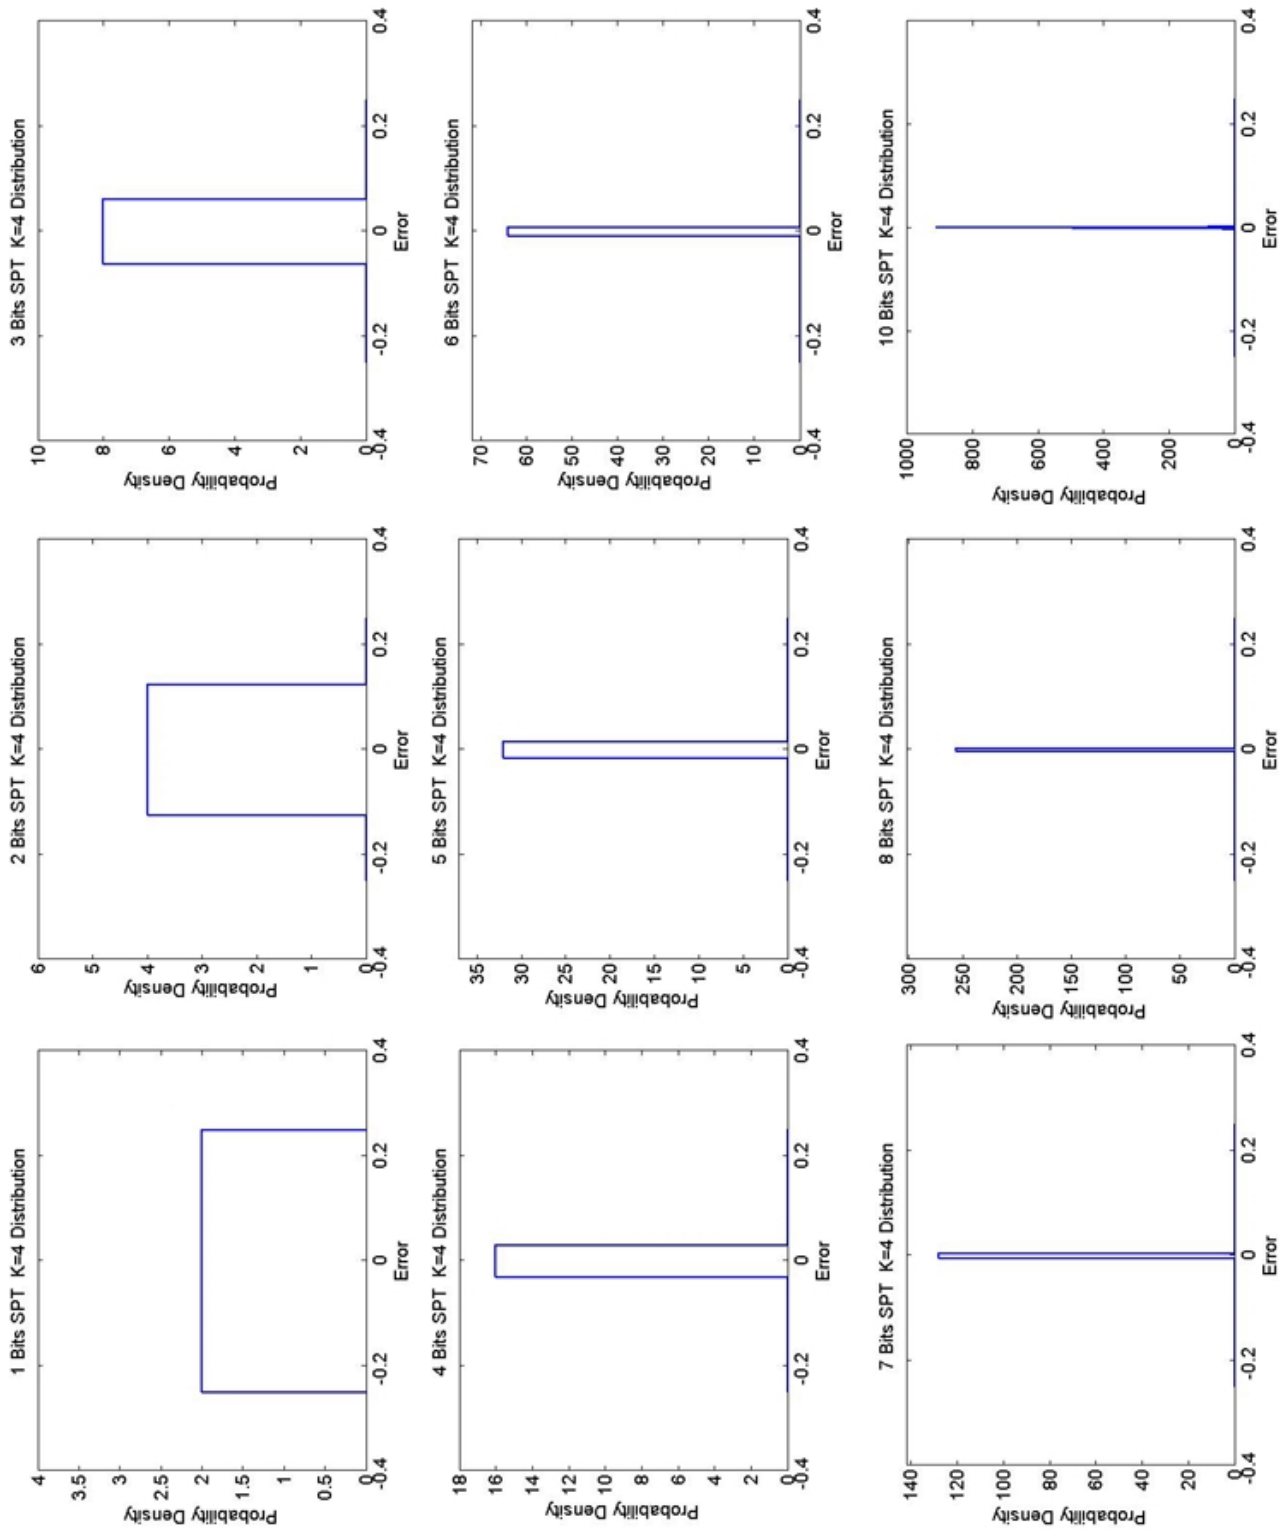 1 Bits SPT K=4 Distribution
4
3.5
3
2.5
2
1.5
1
0.5
0
Probability Density
-0.4 -0.2 0 0.2 0.4
Error
2 Bits SPT K=4 Distribution
6
5
4
3
2
1
0
Probability Density
-0.4 -0.2 0 0.2 0.4
Error
3 Bits SPT K=4 Distribution
10
8
6
4
2
0
Probability Density
-0.4 -0.2 0 0.2 0.4
Error
4 Bits SPT K=4 Distribution
18
16
14
12
10
8
6
4
2
0
Probability Density
-0.4 -0.2 0 0.2 0.4
Error
5 Bits SPT K=4 Distribution
35
30
25
20
15
10
5
0
Probability Density
-0.4 -0.2 0 0.2 0.4
Error
6 Bits SPT K=4 Distribution
70
60
50
40
30
20
10
0
Probability Density
-0.4 -0.2 0 0.2 0.4
Error
7 Bits SPT K=4 Distribution
140
120
100
80
60
40
20
0
Probability Density
-0.4 -0.2 0 0.2 0.4
Error
8 Bits SPT K=4 Distribution
300
250
200
150
100
50
0
Probability Density
-0.4 -0.2 0 0.2 0.4
Error
10 Bits SPT K=4 Distribution
1000
800
600
400
200
0
Probability Density
-0.4 -0.2 0 0.2 0.4
Error